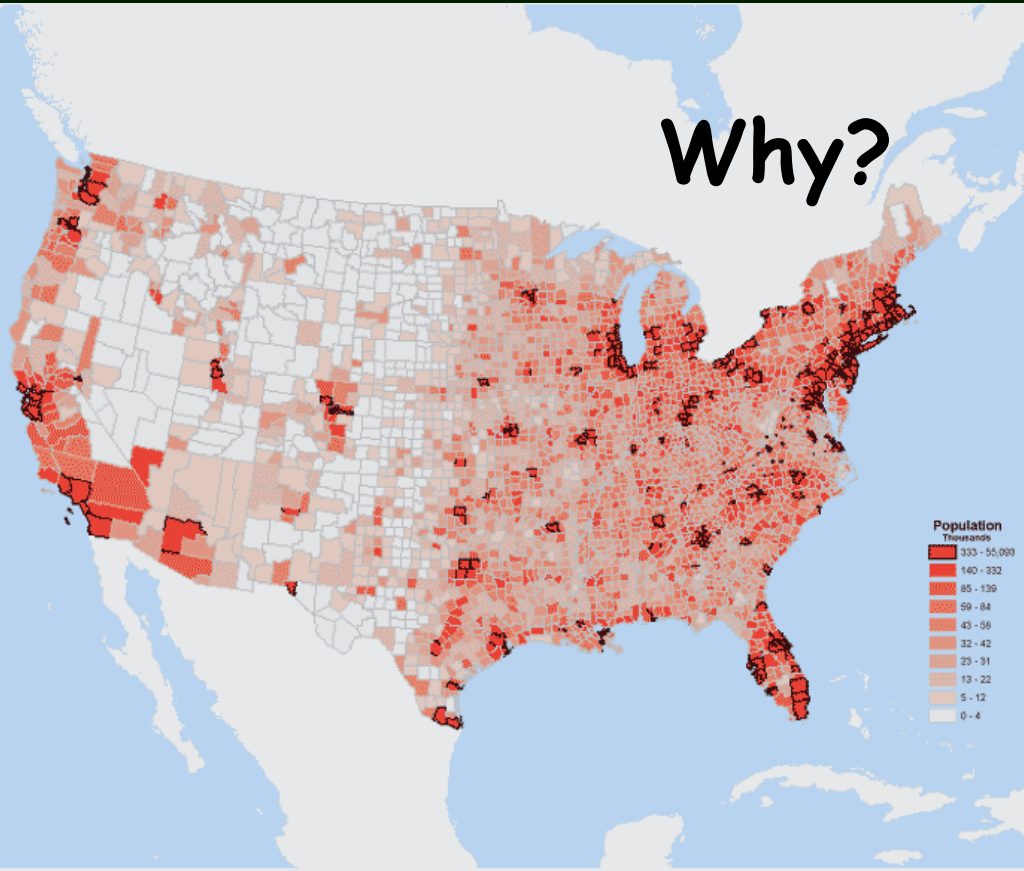 Why?
Population
Thousands
333 - 55,093
140 - 332
85 - 139
59 - 84
43 - 58
32 - 42
23 - 31
13 - 22
5 - 12
0 - 4